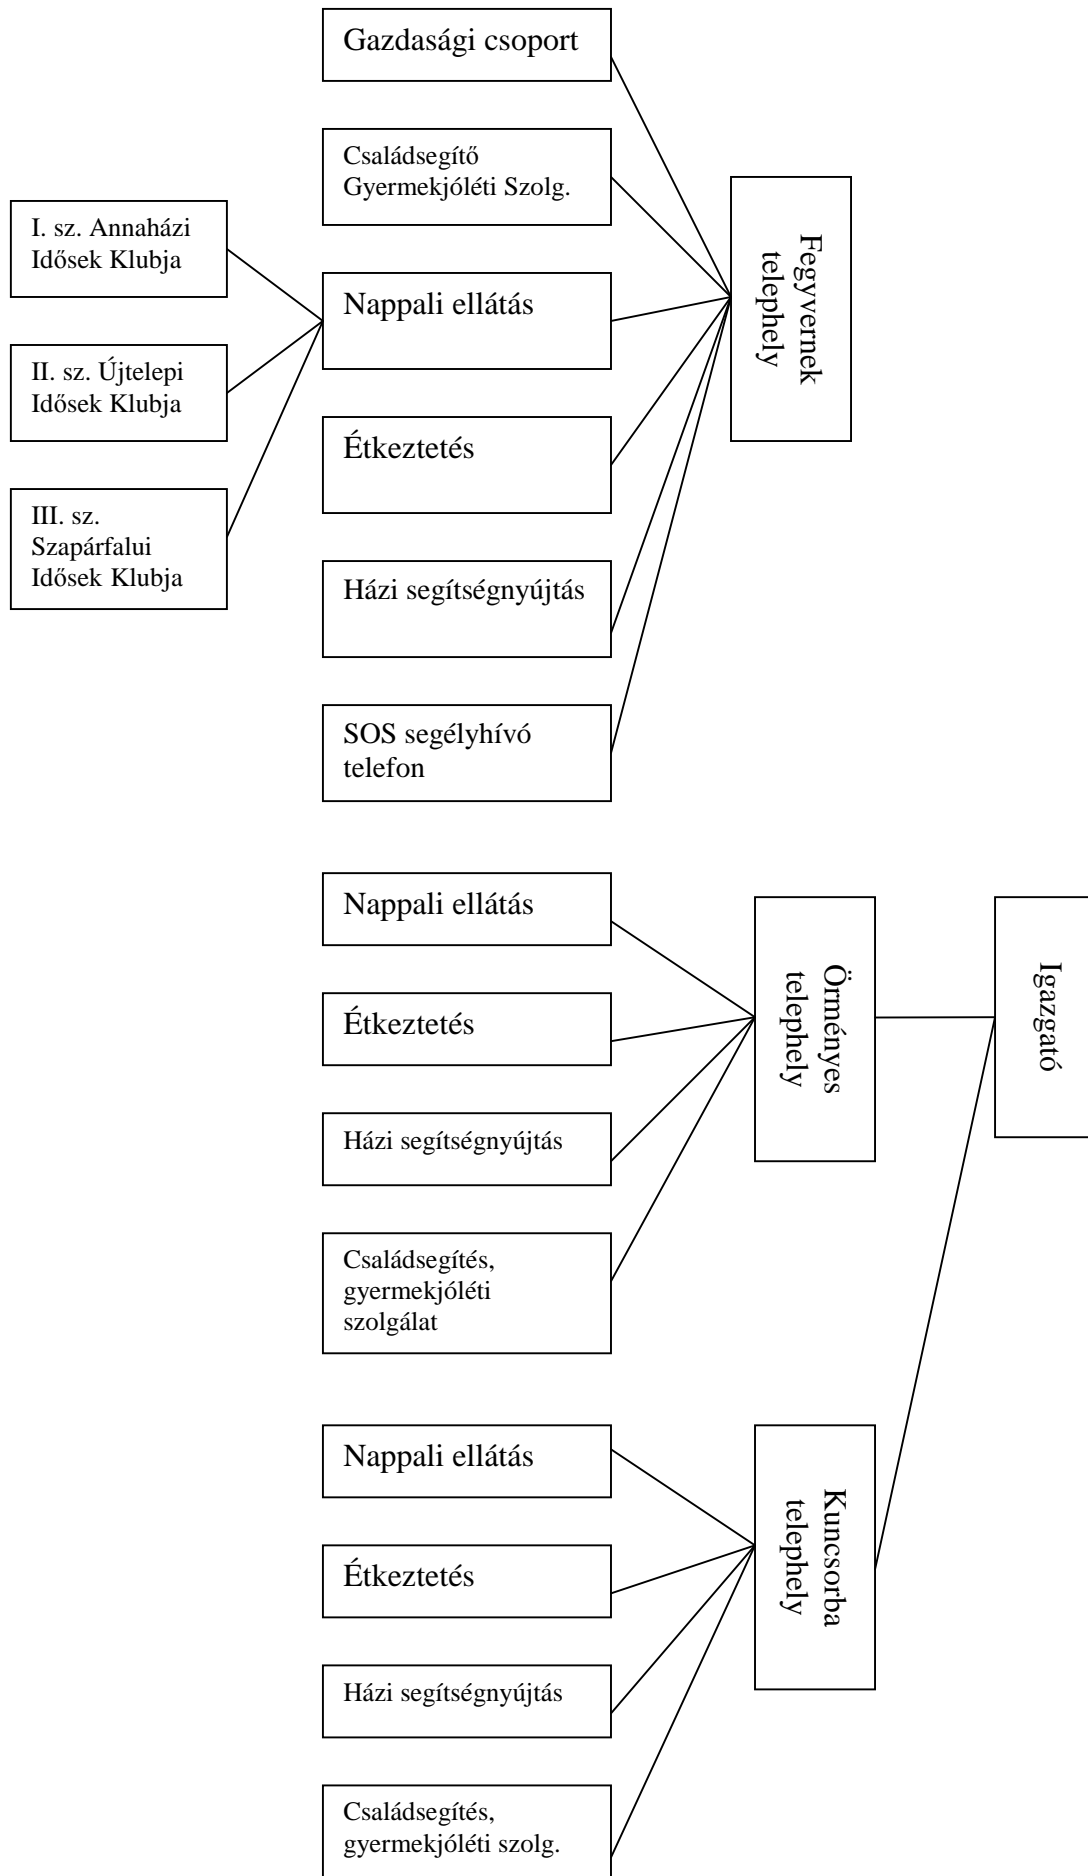 Gazdasági csoport
Családsegítő
Gyermekjóléti Szolg.
I. sz. Annaházi
Idősek Klubja
Nappali ellátás
Fegyvernek
telephely
II. sz. Újtelepi
Idősek Klubja
Étkeztetés
III. sz.
Szapárfalui
Idősek Klubja
Házi segítségnyújtás
SOS segélyhívó
telefon
Nappali ellátás
Étkeztetés
Házi segítségnyújtás
Családsegítés,
gyermekjóléti
szolgálat
Örményes
telephely
Igazgató
Nappali ellátás
Étkeztetés
Házi segítségnyújtás
Családsegítés,
gyermekjóléti szolg.
Kuncsorba
telephely